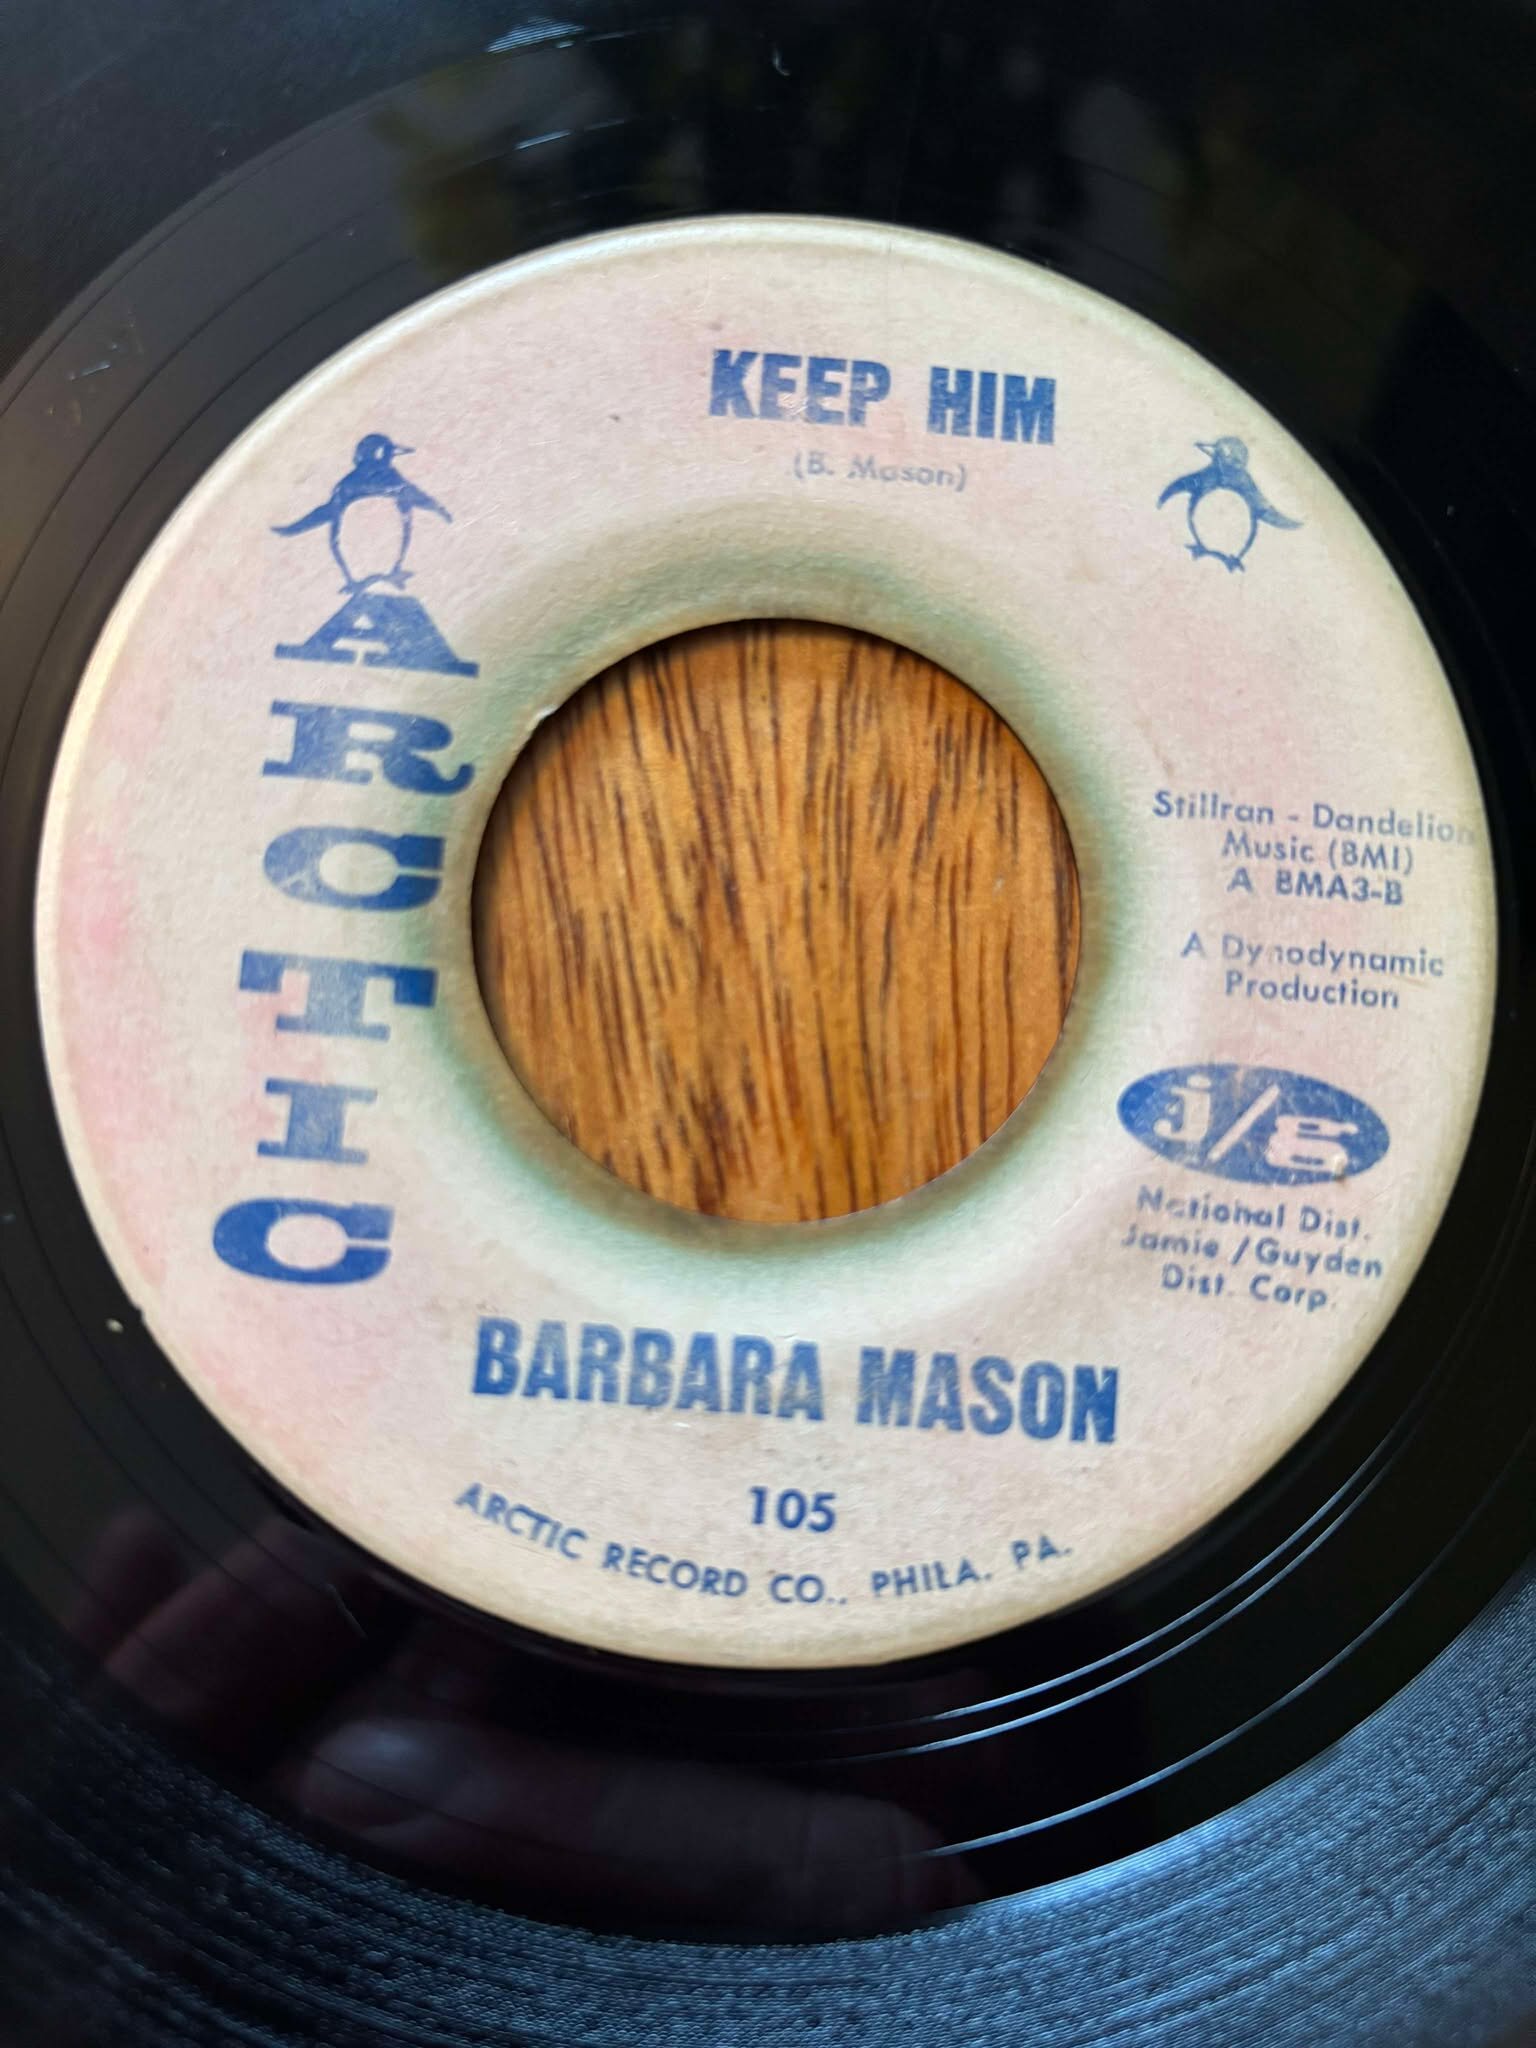 KEEP HIM
(B. Mason)
ARCTIC
Stillran - Dandelion
Music (BMI)
A BMA3-B
A Dynodynamic
Production
j/g
National Dist.
Jamie / Guyden
Dist. Corp.
BARBARA MASON
105
ARCTIC RECORD CO., PHILA. PA.